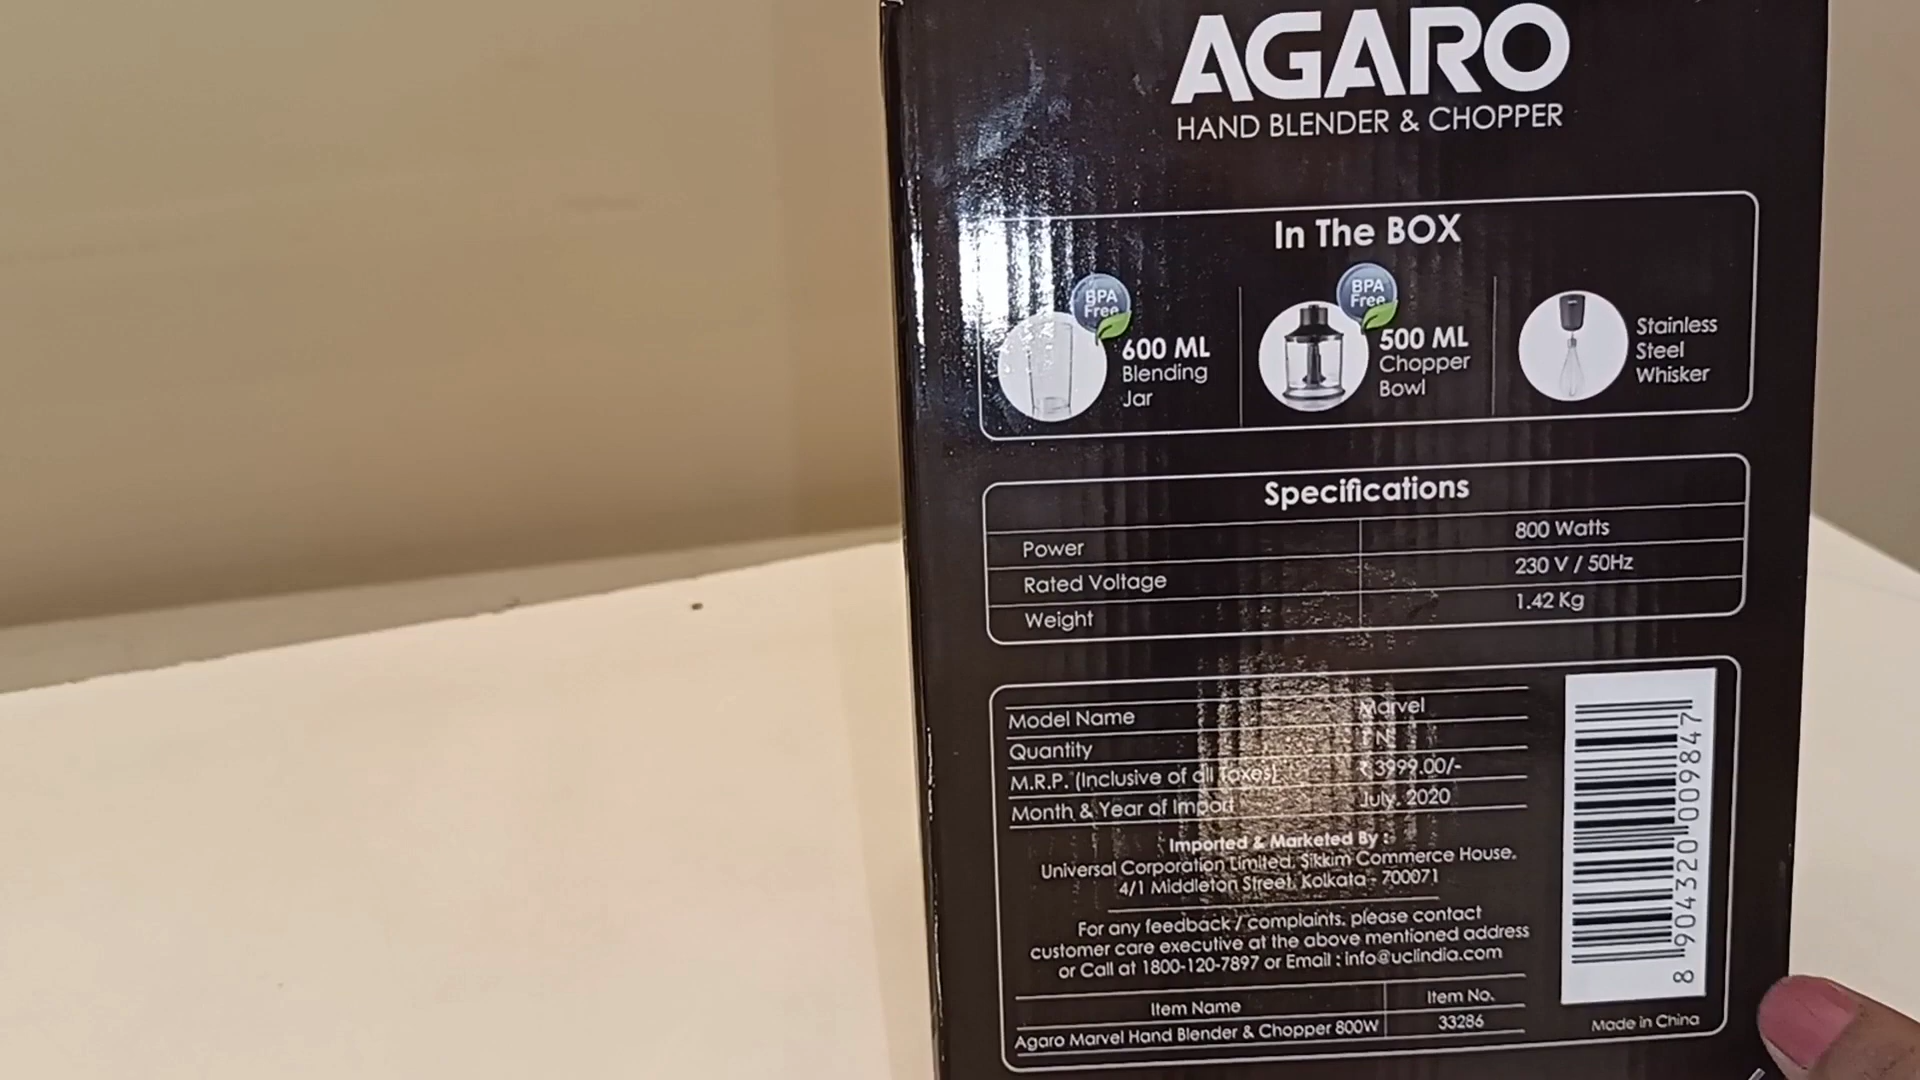 AGARO
HAND BLENDER & CHOPPER
In The BOX
BPA
Free
600 ML
Blending
Jar
BPA
Free
500 ML
Chopper
Bowl
Stainless
Steel
Whisker
Specifications
Power 800 Watts
Rated Voltage 230 V / 50Hz
Weight 1.42 Kg
Model Name Marvel
Quantity 1 N
M.R.P. (Inclusive of all Taxes) ₹ 3999.00/-
Month & Year of Import July, 2020
Imported & Marketed By :
Universal Corporation Limited, Sikkim Commerce House,
4/1 Middleton Street, Kolkata - 700071
For any feedback / complaints, please contact
customer care executive at the above mentioned address
or Call at 1800-120-7897 or Email : info@uclindia.com
Item Name Item No.
Agaro Marvel Hand Blender & Chopper 800W 33286
8 904320 009847
Made in China